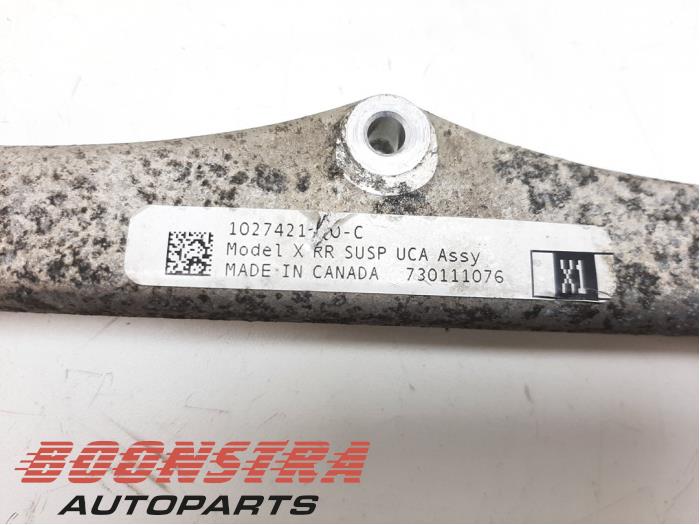 Model X RR SUSP UCA Assy
MADE IN CANADA 730111076
X1
BOONSTRA
AUTOPARTS